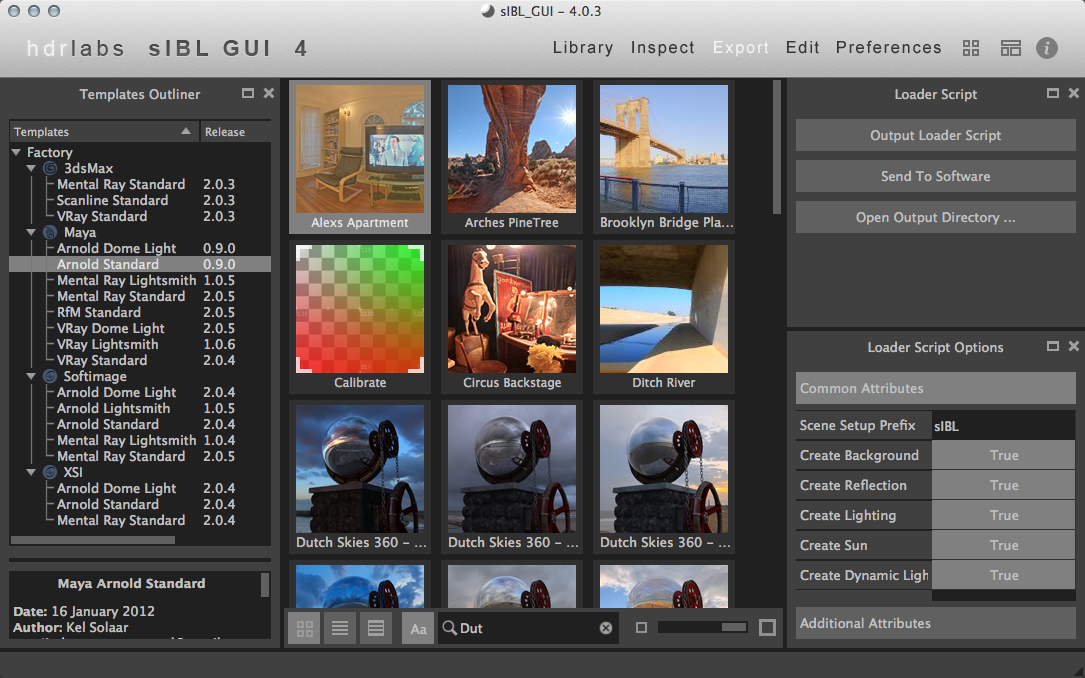 sIBL_GUI - 4.0.3
hdrlabs sIBL GUI 4
Library Inspect Export Edit Preferences
Templates Outliner
Templates Release
Factory
3dsMax
Mental Ray Standard 2.0.3
Scanline Standard 2.0.3
VRay Standard 2.0.3
Maya
Arnold Dome Light 0.9.0
Arnold Standard 0.9.0
Mental Ray Lightsmith 1.0.5
Mental Ray Standard 2.0.5
RfM Standard 2.0.5
VRay Dome Light 2.0.5
VRay Lightsmith 1.0.6
VRay Standard 2.0.4
Softimage
Arnold Dome Light 2.0.4
Arnold Lightsmith 1.0.5
Arnold Standard 2.0.4
Mental Ray Lightsmith 1.0.4
Mental Ray Standard 2.0.5
XSI
Arnold Dome Light 2.0.4
Arnold Standard 2.0.4
Mental Ray Standard 2.0.4
Maya Arnold Standard
Date: 16 January 2012
Author: Kel Solaar
Alexs Apartment
Arches PineTree
Brooklyn Bridge Pla...
Calibrate
Circus Backstage
Ditch River
Dutch Skies 360 - ...
Dutch Skies 360 - ...
Dutch Skies 360 - ...
Aa
Dut
Loader Script
Output Loader Script
Send To Software
Open Output Directory ...
Loader Script Options
Common Attributes
Scene Setup Prefix sIBL
Create Background True
Create Reflection True
Create Lighting True
Create Sun True
Create Dynamic Ligh True
Additional Attributes